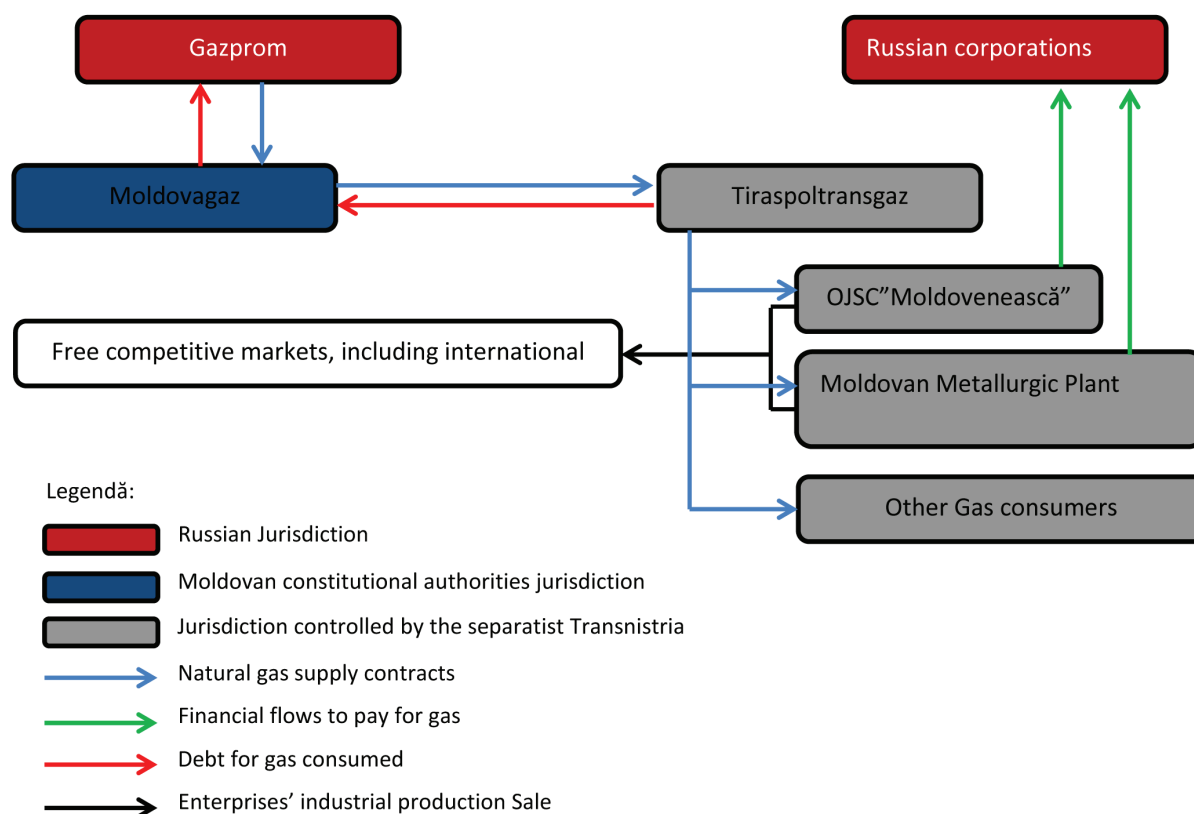 Gazprom
Russian corporations
Moldovagaz
Tiraspoltransgaz
OJSC”Moldovenească”
Free competitive markets, including international
Moldovan Metallurgic Plant
Other Gas consumers
Legendă:
Russian Jurisdiction
Moldovan constitutional authorities jurisdiction
Jurisdiction controlled by the separatist Transnistria
Natural gas supply contracts
Financial flows to pay for gas
Debt for gas consumed
Enterprises’ industrial production Sale